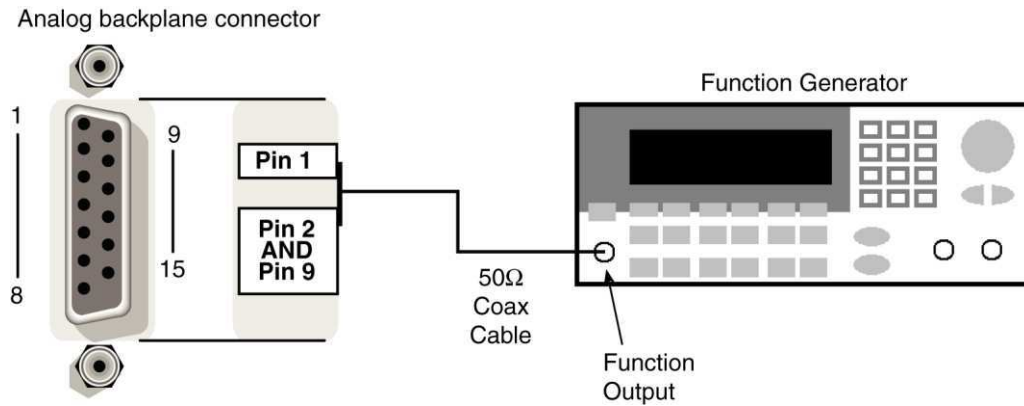 Analog backplane connector
Function Generator
1
9
Pin 1
Pin 2
AND
Pin 9
15
8
50Ω
Coax
Cable
Function
Output